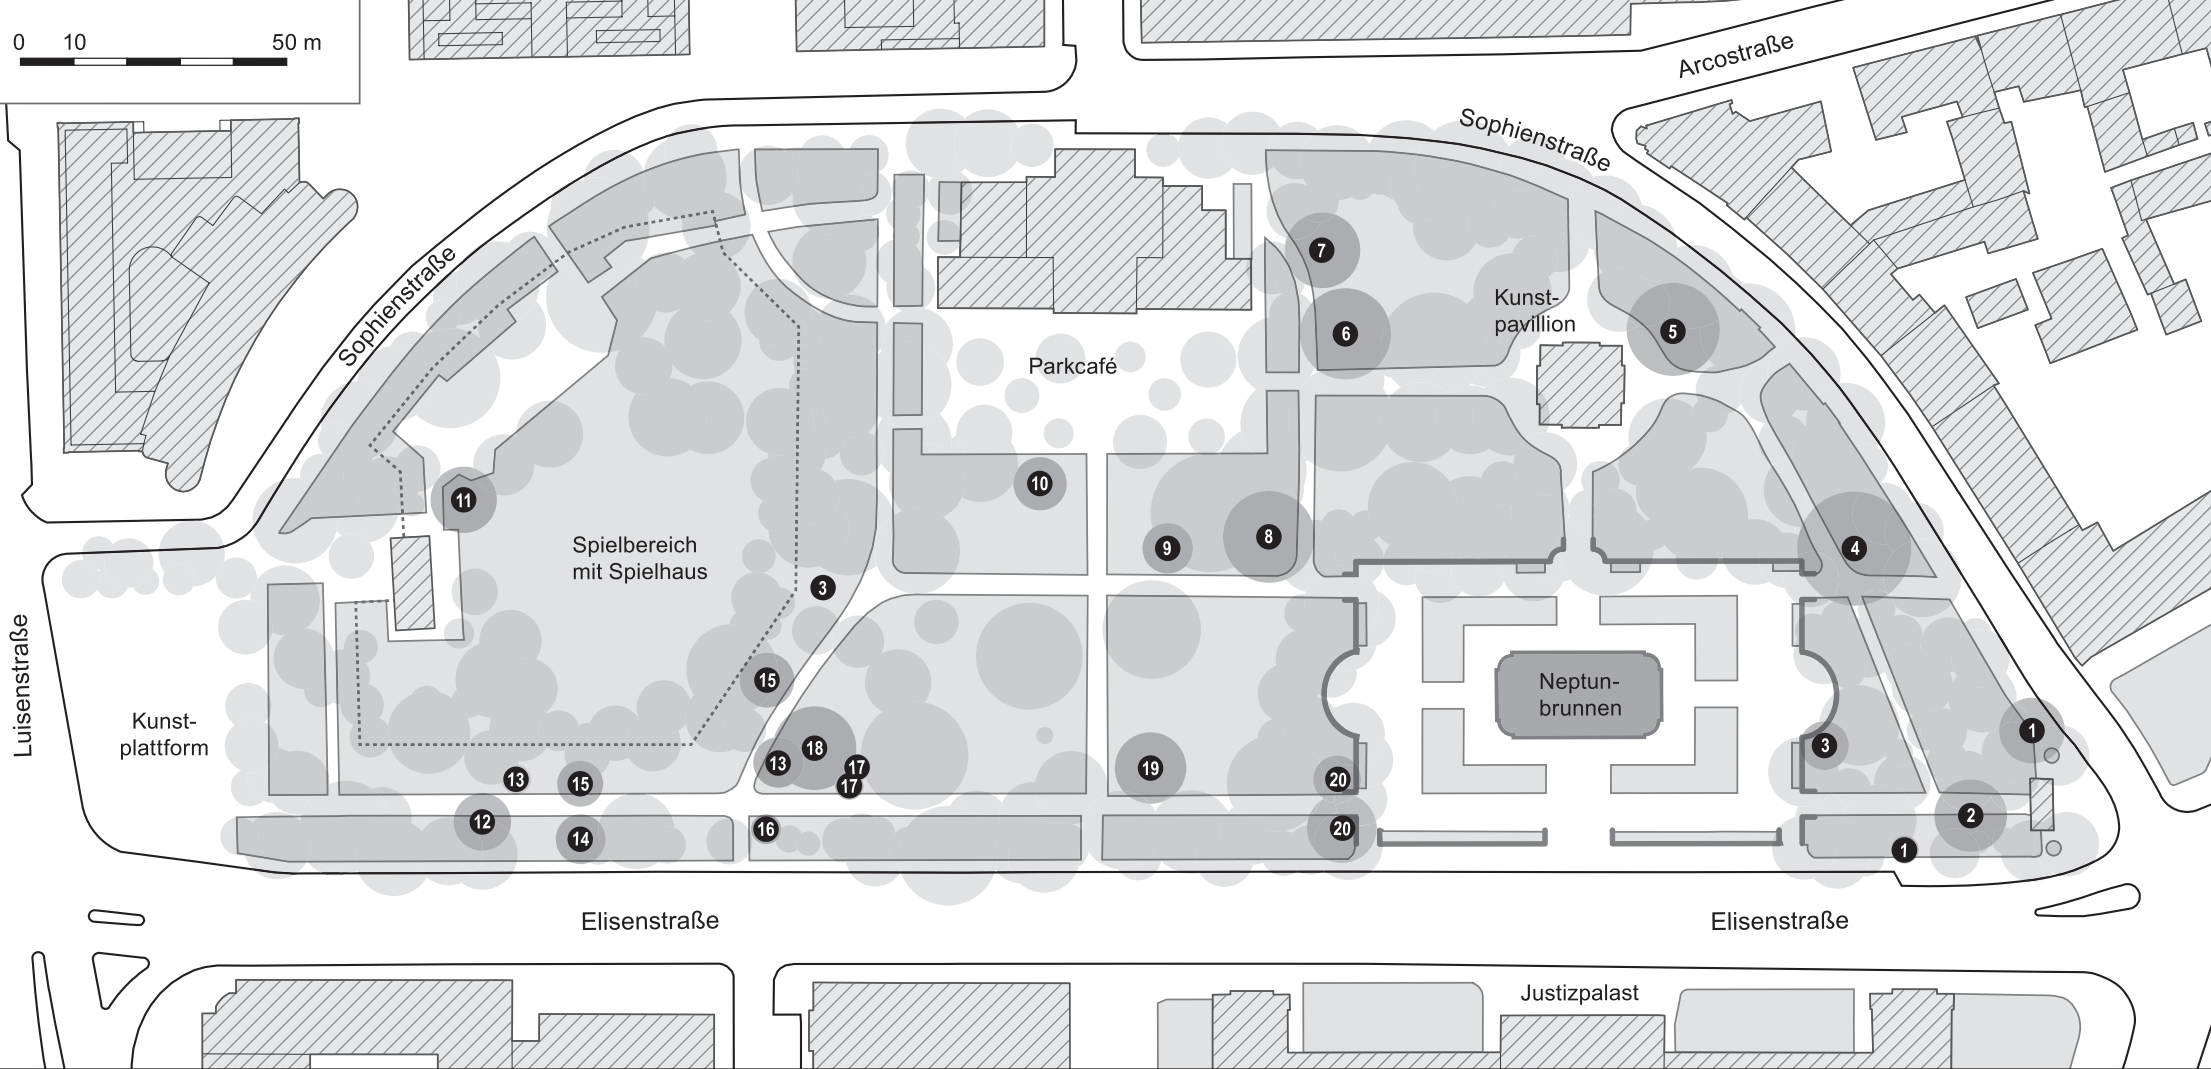 0 10 50 m
Arcostraße
Sophienstraße
7
Kunst-
pavillion
Sophienstraße
6
5
Parkcafé
10
11
8
9
4
Spielbereich
mit Spielhaus
3
Luisenstraße
15
Neptun-
brunnen
Kunst-
plattform
1
3
18
13
17
19
13
15
17
20
2
12
14
16
20
1
Elisenstraße
Elisenstraße
Justizpalast